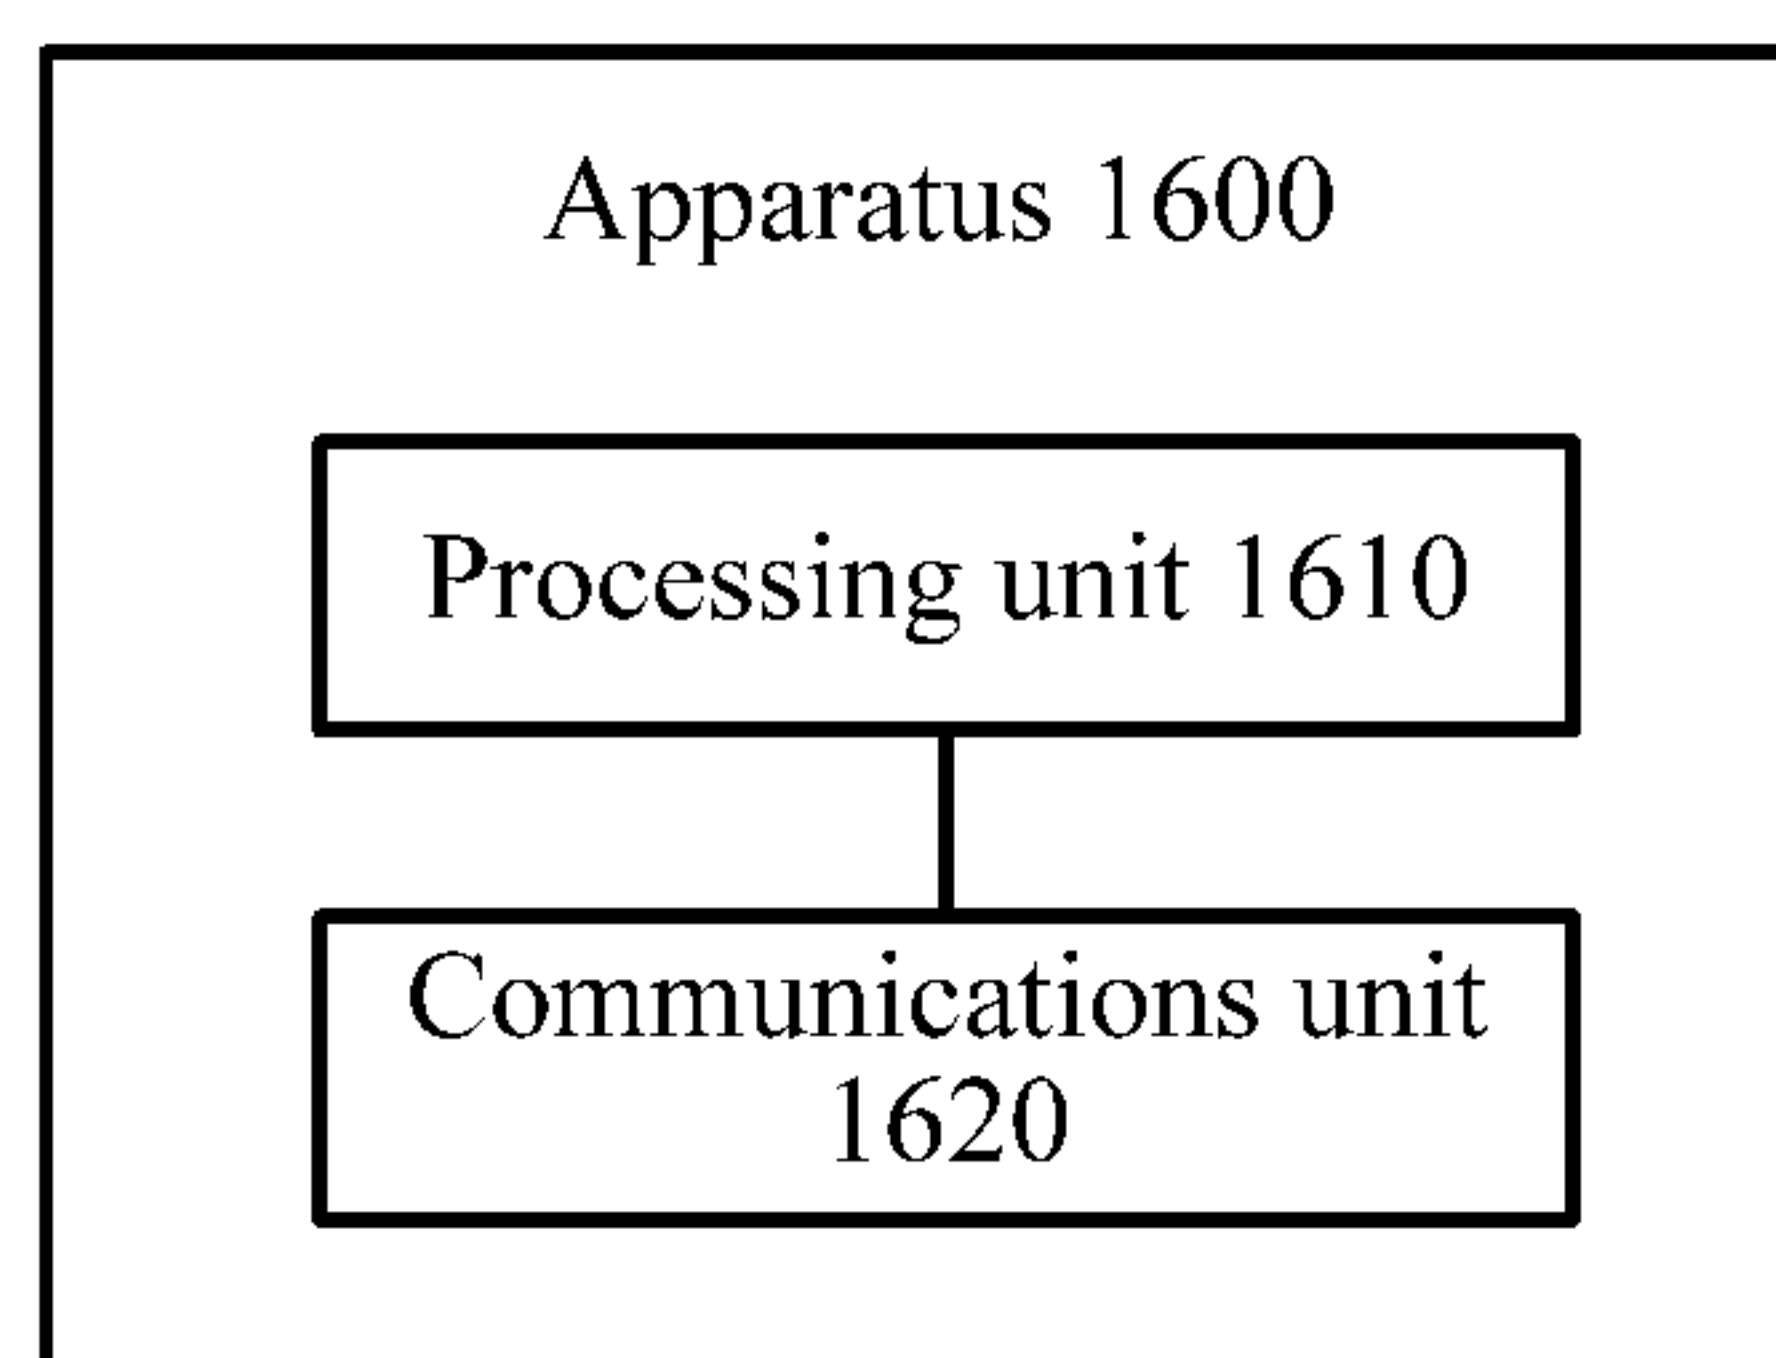 Apparatus 1600
Processing unit 1610
Communications unit
1620